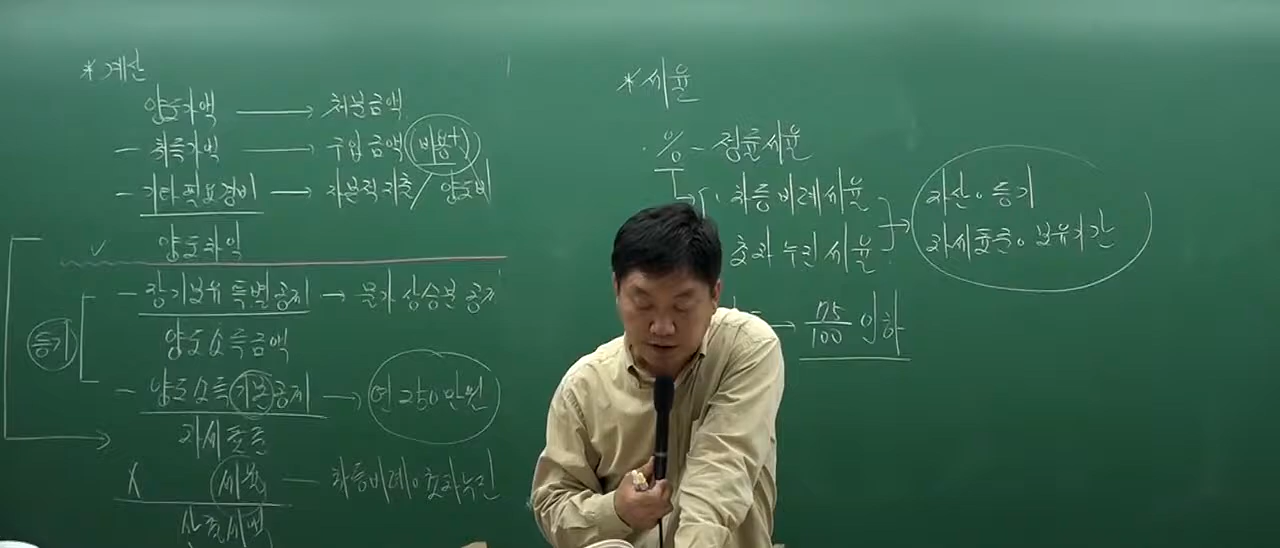 *계산
양도가액 → 처분금액
- 취득가액 → 구입금액(비용+)
- 기타필요경비 → 자본적지출/양도비
양도차익
✓
- 장기보유특별공제 → 물가상승분 공제
등기
양도소득금액
- 양도소득기본공제 → 연 250만원
과세표준
X 세율 — 차등비례。초과누진
산출세액
*세율
· % - 정률세율
차등비례세율
초과누진세율
자산。등기
과세표준。보유기간
→ 75/100 이하